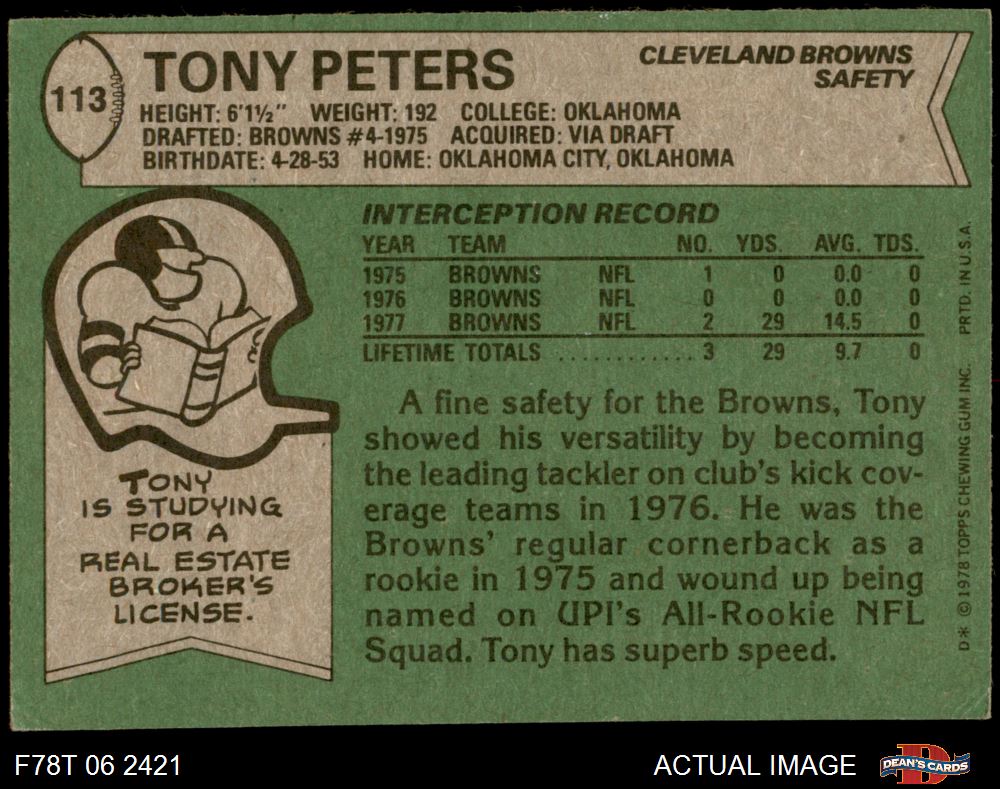 113
TONY PETERS
CLEVELAND BROWNS
SAFETY
HEIGHT: 6'1½" WEIGHT: 192 COLLEGE: OKLAHOMA
DRAFTED: BROWNS #4-1975 ACQUIRED: VIA DRAFT
BIRTHDATE: 4-28-53 HOME: OKLAHOMA CITY, OKLAHOMA
INTERCEPTION RECORD
YEAR TEAM NO. YDS. AVG. TDS.
1975 BROWNS NFL 1 0 0.0 0
1976 BROWNS NFL 0 0 0.0 0
1977 BROWNS NFL 2 29 14.5 0
LIFETIME TOTALS ............ 3 29 9.7 0
A fine safety for the Browns, Tony
showed his versatility by becoming
the leading tackler on club's kick cov-
erage teams in 1976. He was the
Browns' regular cornerback as a
rookie in 1975 and wound up being
named on UPI's All-Rookie NFL
Squad. Tony has superb speed.
TONY
IS STUDYING
FOR A
REAL ESTATE
BROKER'S
LICENSE.
D* © 1978 TOPPS CHEWING GUM INC. PRTD. IN U.S.A.
F78T 06 2421
ACTUAL IMAGE
DEAN'S CARDS